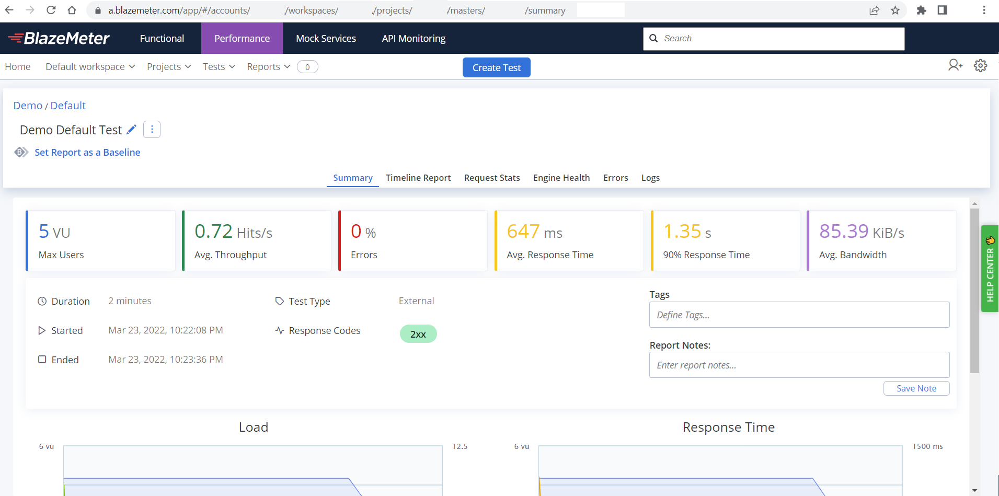 a.blazemeter.com/app/#/accounts/ ,/workspaces/ ,/projects/ /masters/ /summary
BlazeMeter Functional Performance Mock Services API Monitoring Search
Home Default workspace Projects Tests Reports 0 Create Test
Demo / Default
Demo Default Test
B Set Report as a Baseline
Summary Timeline Report Request Stats Engine Health Errors Logs
5 VU
Max Users
0.72 Hits/s
Avg. Throughput
0 %
Errors
647 ms
Avg. Response Time
1.35 s
90% Response Time
85.39 KiB/s
Avg. Bandwidth
HELP CENTER
Duration 2 minutes
Started Mar 23, 2022, 10:22:08 PM
Ended Mar 23, 2022, 10:23:36 PM
Test Type External
Response Codes 2xx
Tags
Define Tags...
Report Notes:
Enter report notes...
Save Note
Load
6 vu 12.5
Response Time
6 vu 1500 ms